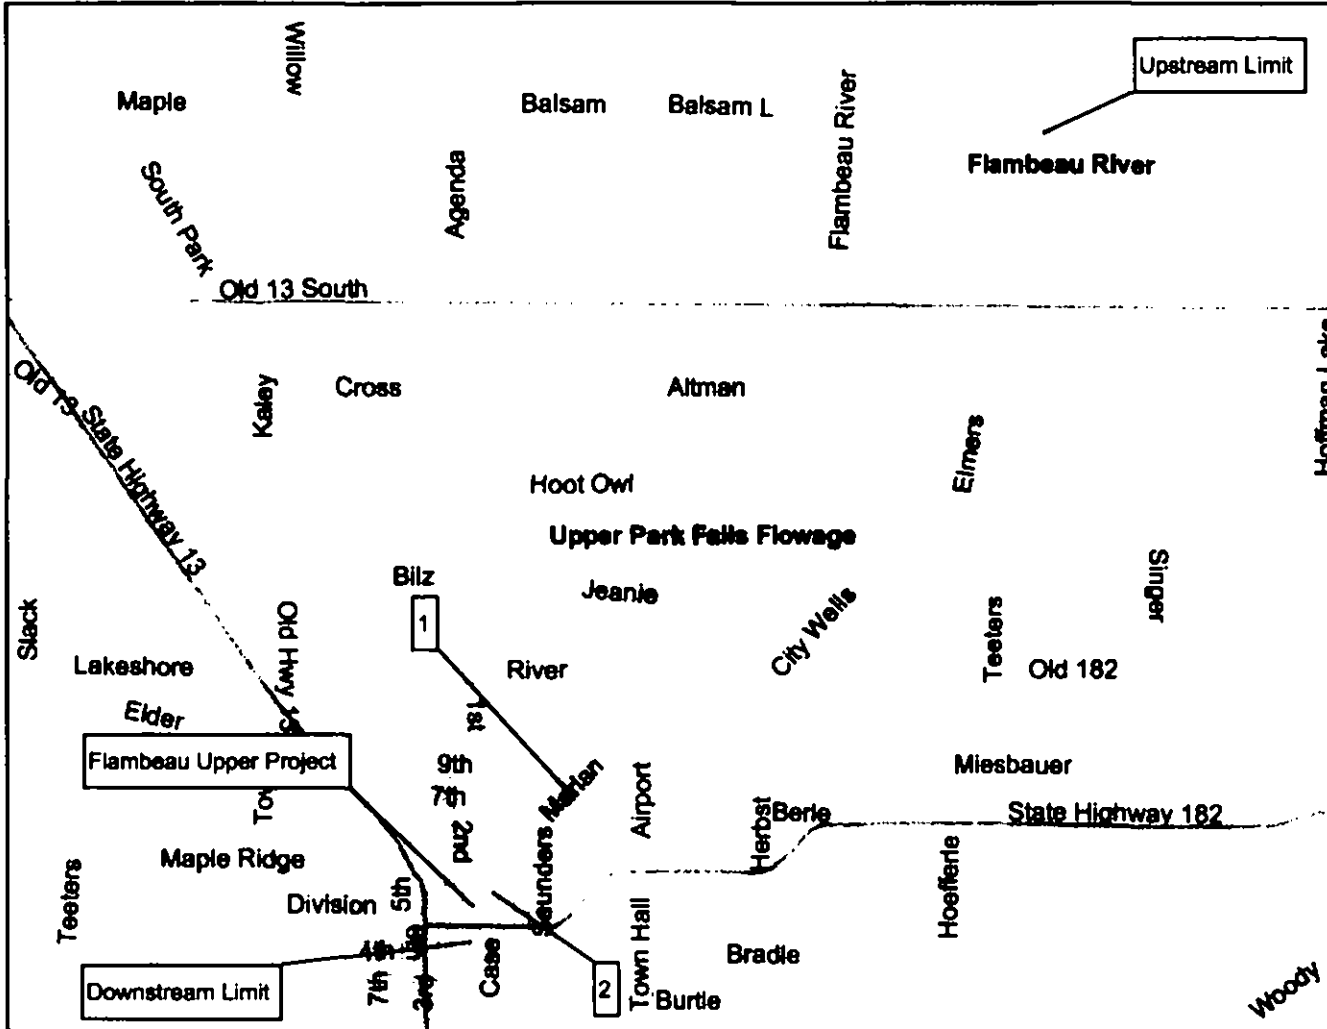 Willow
Upstream Limit
Maple
Balsam
Balsam L
Flambeau River
Flambeau River
Agenda
South Park
Old 13 South
Hoffman Lake
Old 13
State Highway 13
Kaley
Cross
Altman
Elmers
Hoot Owl
Upper Park Falls Flowage
Bilz
Jeanie
Singer
1
City Wells
Slack
Old Hwy 13
Teeters
Lakeshore
River
Old 182
Elder
1st
Flambeau Upper Project
9th
Marian
Airport
Miesbauer
7th
Herbst
Berle
State Highway 182
2nd
Maple Ridge
Saunders
Teeters
Hoefferle
5th
Division
Town Hall
4th
Case
Bradle
7th
3rd
Downstream Limit
2
Burtle
Woody